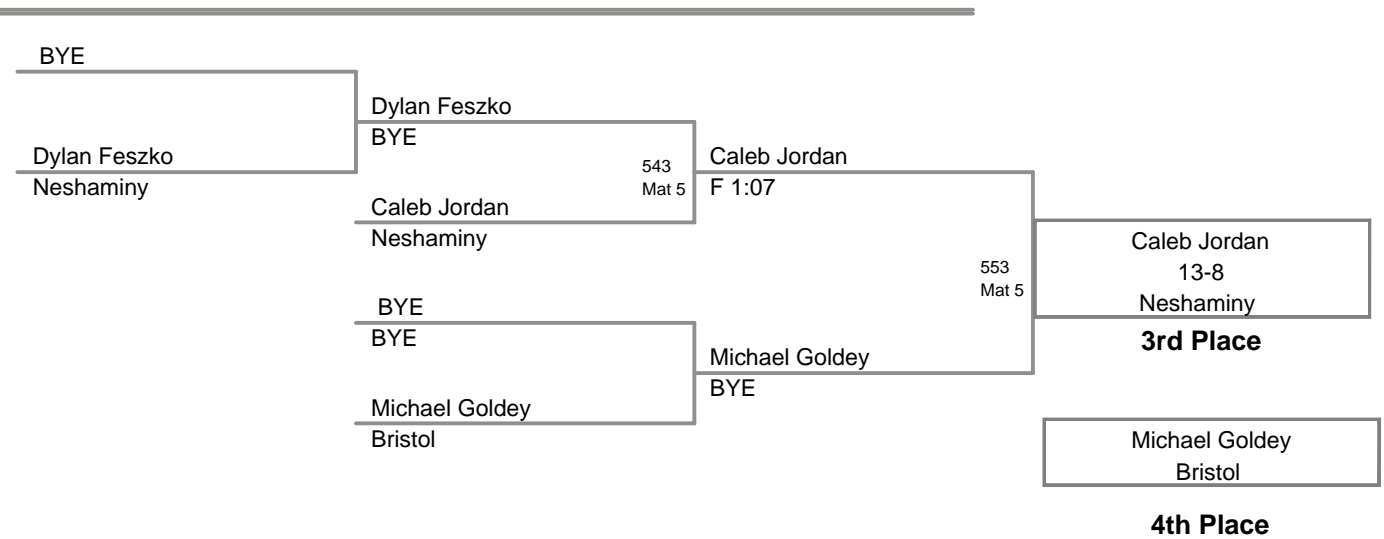 BYE
Dylan Feszko
Neshaminy
Dylan Feszko
BYE
543
Mat 5
Caleb Jordan
Neshaminy
BYE
BYE
Michael Goldey
Bristol
Caleb Jordan
F 1:07
553
Mat 5
Michael Goldey
BYE
Caleb Jordan
13-8
Neshaminy
3rd Place
Michael Goldey
Bristol
4th Place